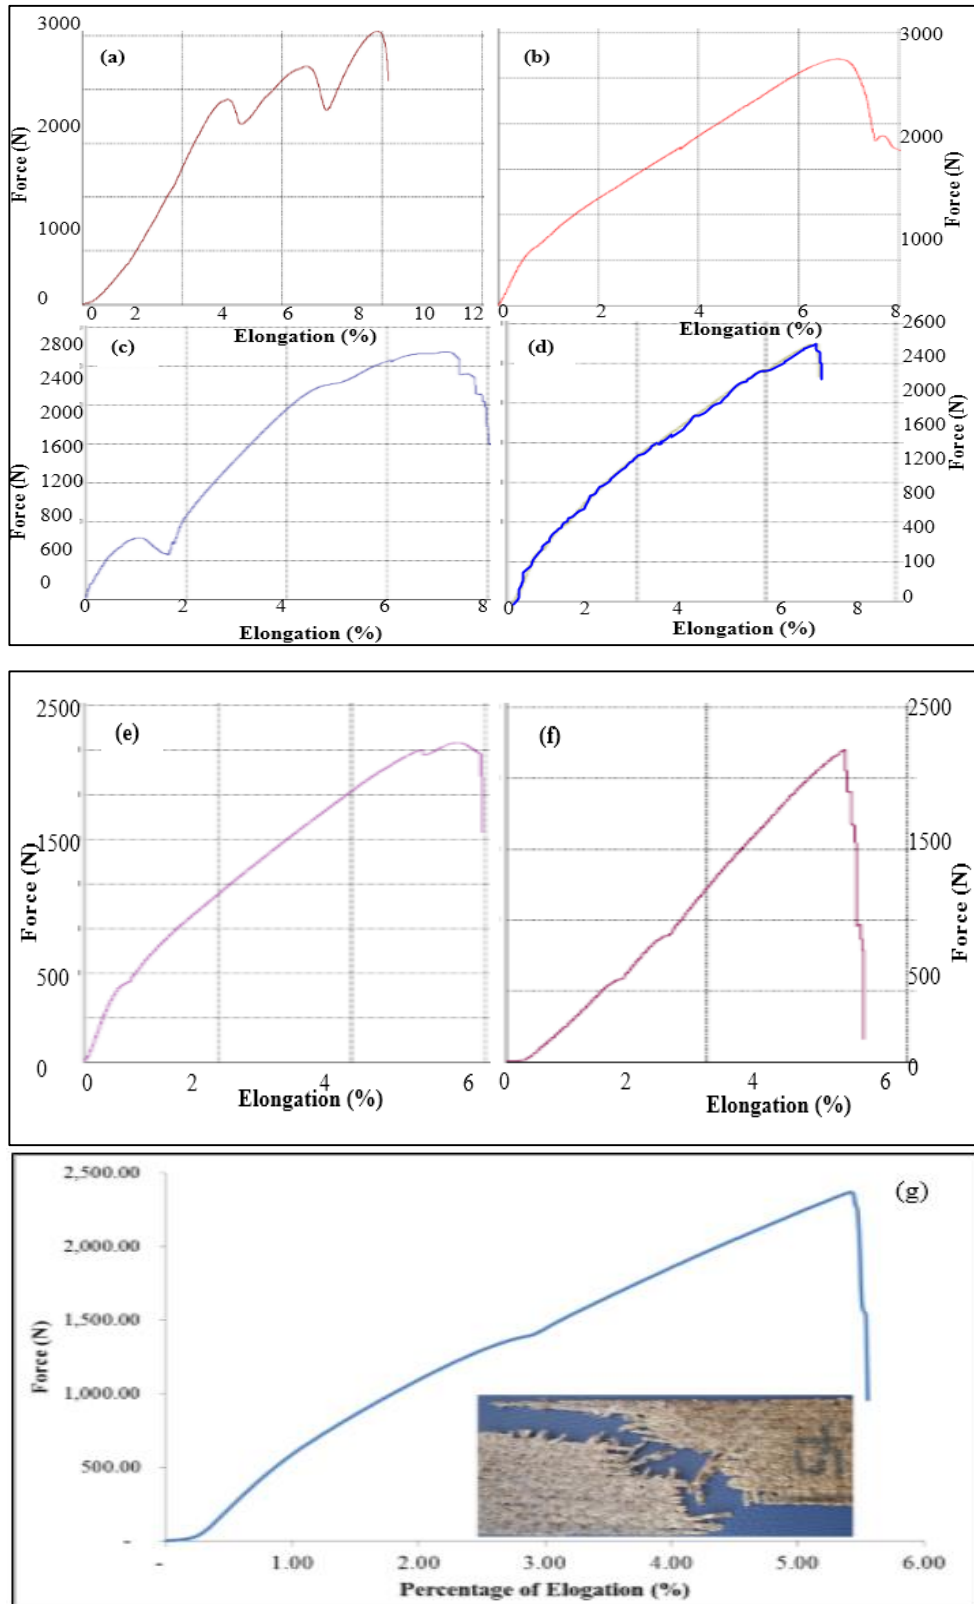 (a)
Force (N)
3000
2000
1000
0
0 2 4 6 8 10 12
Elongation (%)
(b)
3000
2000
1000
Force (N)
0 2 4 6 8
Elongation (%)
(c)
Force (N)
2800
2400
2000
1600
1200
800
600
0
0 2 4 6 8
Elongation (%)
(d)
2600
2400
2000
1600
1200
800
400
100
0
Force (N)
0 2 4 6 8
Elongation (%)
(e)
Force (N)
2500
1500
500
0
0 2 4 6
Elongation (%)
(f)
2500
1500
500
0
Force (N)
0 2 4 6
Elongation (%)
(g)
Force (N)
2,500.00
2,000.00
1,500.00
1,000.00
500.00
-
- 1.00 2.00 3.00 4.00 5.00 6.00
Percentage of Elogation (%)